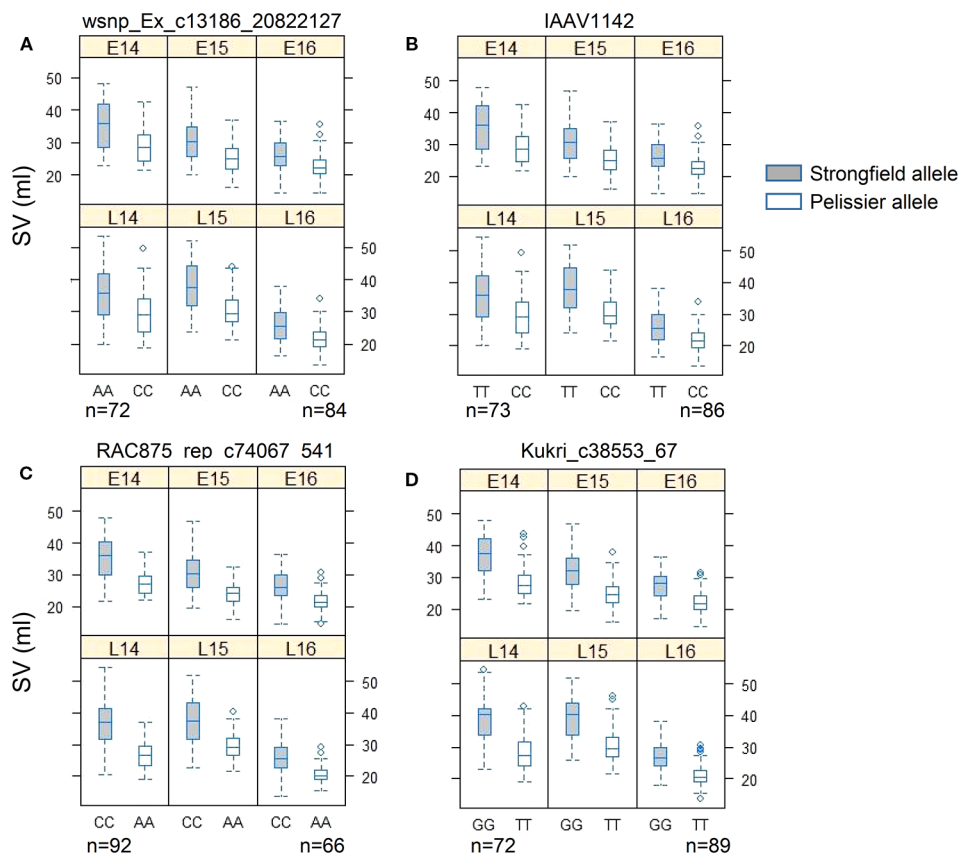 wsnp_Ex_c13186_20822127
A
E14 E15 E16
50
40
30
20
SV (ml)
L14 L15 L16
50
40
30
20
AA CC AA CC AA CC
n=72 n=84
IAAV1142
B
E14 E15 E16
50
40
30
20
L14 L15 L16
50
40
30
20
TT CC TT CC TT CC
n=73 n=86
Strongfield allele
Pelissier allele
RAC875_rep_c74067_541
C
E14 E15 E16
50
40
30
20
SV (ml)
L14 L15 L16
50
40
30
20
CC AA CC AA CC AA
n=92 n=66
Kukri_c38553_67
D
E14 E15 E16
50
40
30
20
L14 L15 L16
50
40
30
20
GG TT GG TT GG TT
n=72 n=89